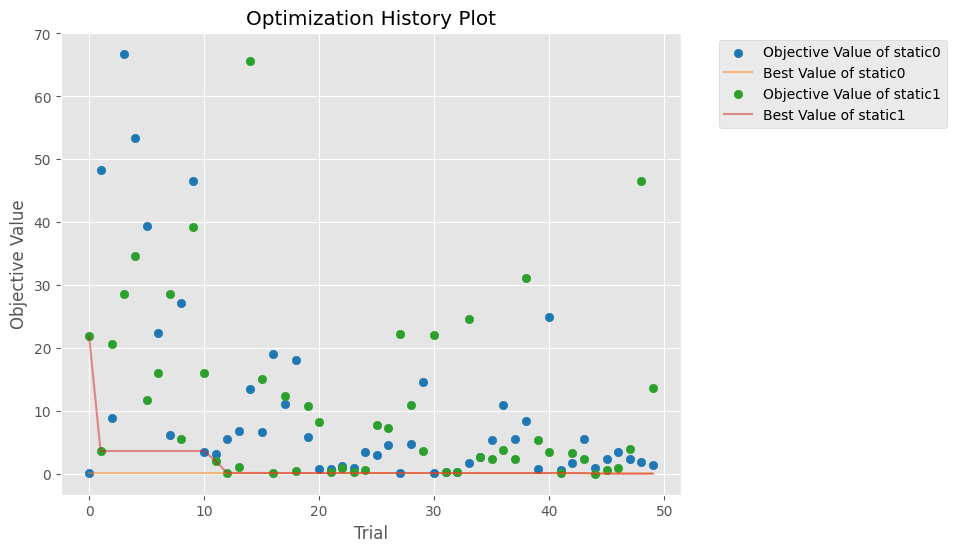 Optimization History Plot
Objective Value
70
60
50
40
30
20
10
0
0 10 20 30 40 50
Trial
Objective Value of static0
Best Value of static0
Objective Value of static1
Best Value of static1